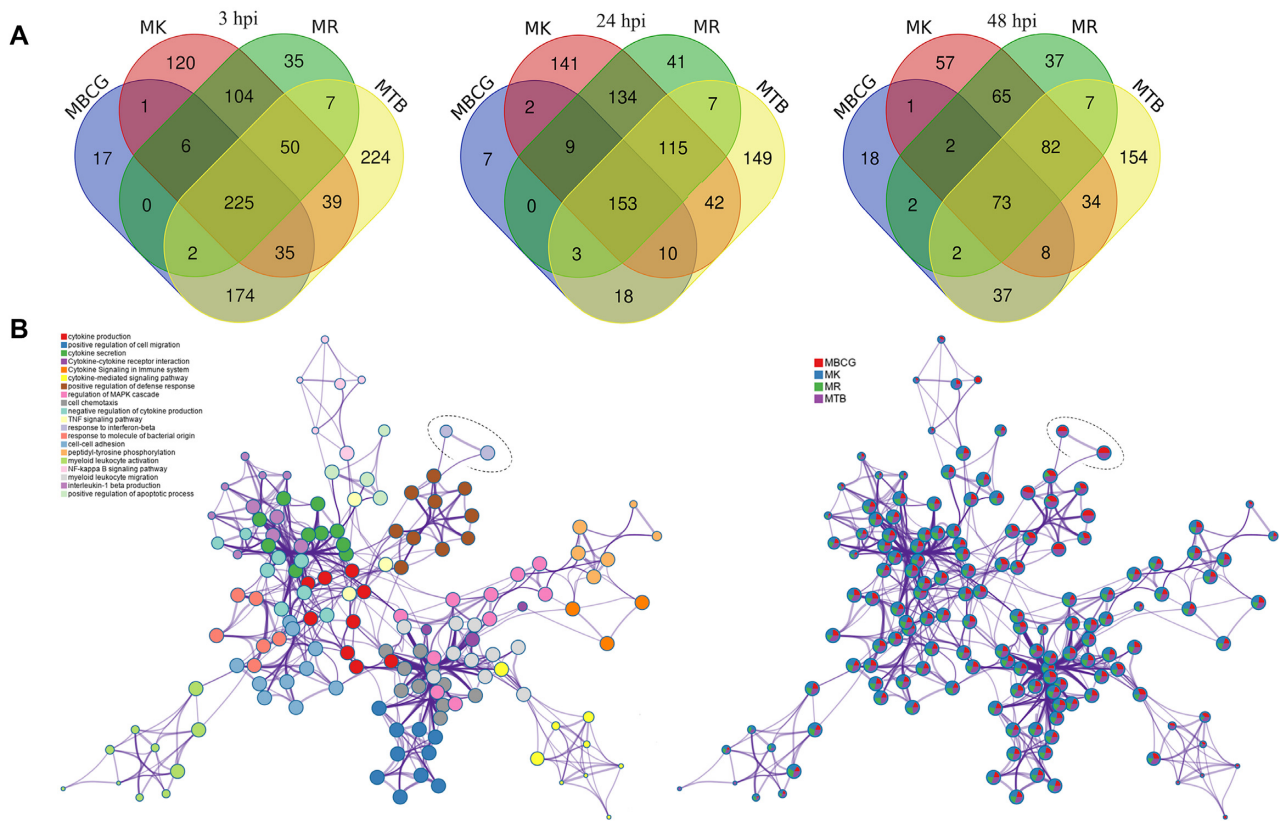 A
3 hpi
MK
MR
MBCG
MTB
120
35
1
104
7
17
6
50
224
0
225
39
2
35
174
24 hpi
MK
MR
MBCG
MTB
141
41
2
134
7
7
9
115
149
0
153
42
3
10
18
48 hpi
MK
MR
MBCG
MTB
57
37
1
65
7
18
2
82
154
2
73
34
2
8
37
B
cytokine production
positive regulation of cell migration
cytokine secretion
Cytokine-cytokine receptor interaction
Cytokine Signaling in Immune system
cytokine-mediated signaling pathway
positive regulation of defense response
regulation of MAPK cascade
cell chemotaxis
negative regulation of cytokine production
TNF signaling pathway
response to interferon-beta
response to molecule of bacterial origin
cell-cell adhesion
peptidyl-tyrosine phosphorylation
myeloid leukocyte activation
NF-kappa B signaling pathway
myeloid leukocyte migration
interleukin-1 beta production
positive regulation of apoptotic process
MBCG
MK
MR
MTB